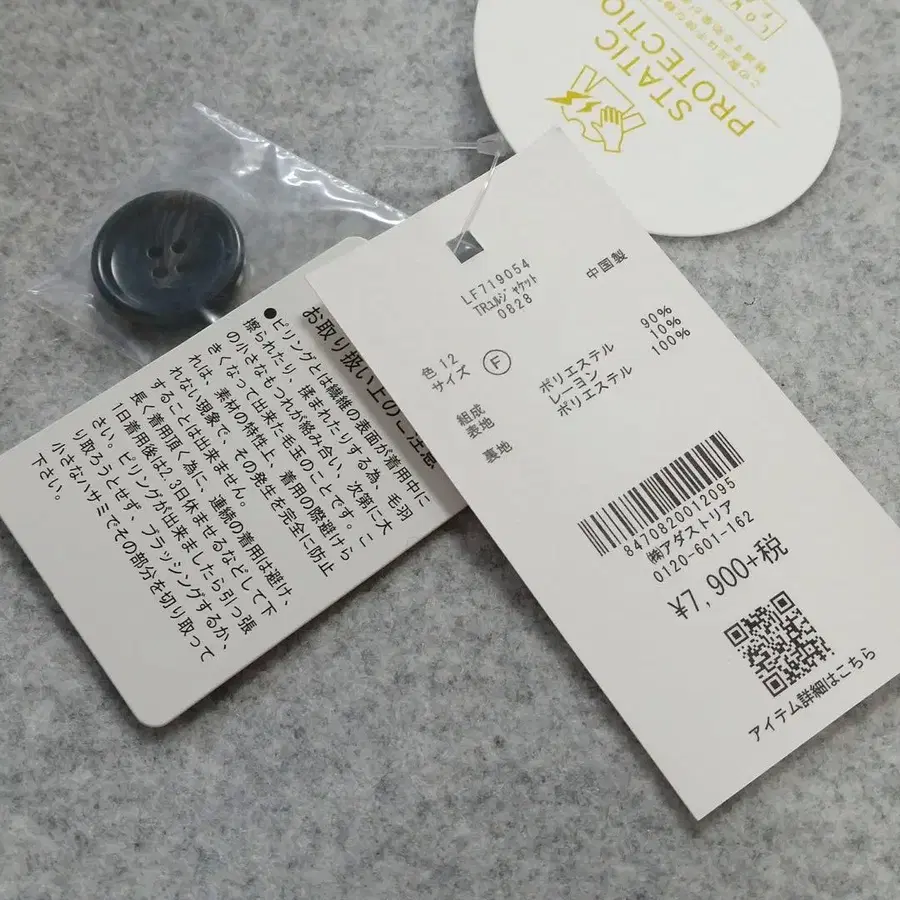 STATIC
PROTECTIO
LF719054
TRﾕﾙｼﾞｬｹｯﾄ
0828
中国製
色 12
サイズ Ⓕ
組成
表地 ポリエステル 90%
レーヨン 10%
裏地 ポリエステル 100%
8470820012095
㈱アダストリア
0120-601-162
¥7,900+税
アイテム詳細はこちら
お取り扱い上のご注意
●ピリングとは繊維の表面が着用中に
擦られたり、揉まれたりする為、毛羽
の小さなもつれが絡み合い、次第に大
きくなって出来た毛玉のことです。こ
れは、素材の特性上、着用の際避けら
れない現象で、その発生を完全に防止
することは出来ません。
長く着用頂く為に、連続の着用は避け、
1日着用後は2、3日休ませるなどして下
さい。ピリングが出来ましたら引っ張
り取ろうとせず、ブラッシングするか、
小さなハサミでその部分を切り取って
下さい。